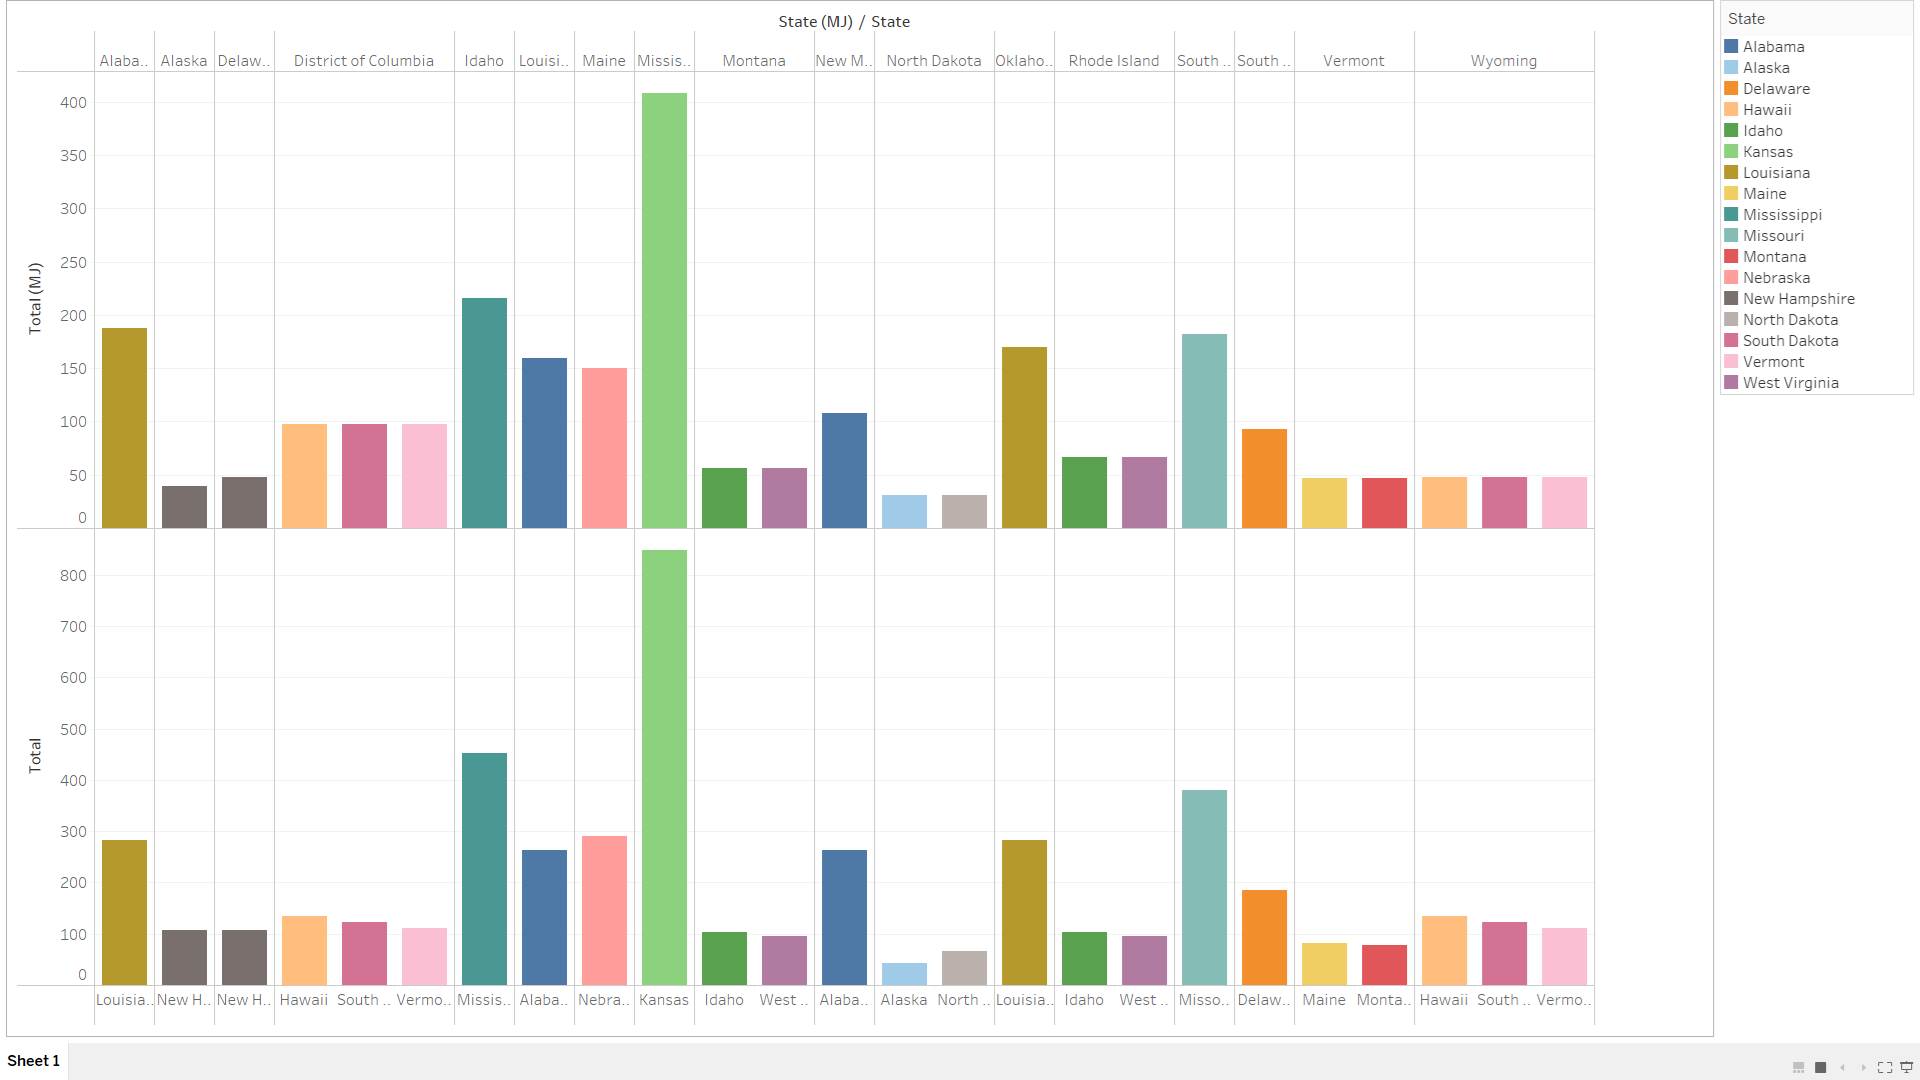 State (MJ) / State
Alaba.. Alaska Delaw.. District of Columbia Idaho Louisi.. Maine Missis.. Montana New M.. North Dakota Oklaho.. Rhode Island South .. South .. Vermont Wyoming
Total (MJ)
400
350
300
250
200
150
100
50
0
Total
800
700
600
500
400
300
200
100
0
Louisia.. New H.. New H.. Hawaii South .. Vermo.. Missis.. Alaba.. Nebra.. Kansas Idaho West .. Alaba.. Alaska North .. Louisia.. Idaho West .. Misso.. Delaw.. Maine Monta.. Hawaii South .. Vermo..
State
Alabama
Alaska
Delaware
Hawaii
Idaho
Kansas
Louisiana
Maine
Mississippi
Missouri
Montana
Nebraska
New Hampshire
North Dakota
South Dakota
Vermont
West Virginia
Sheet 1